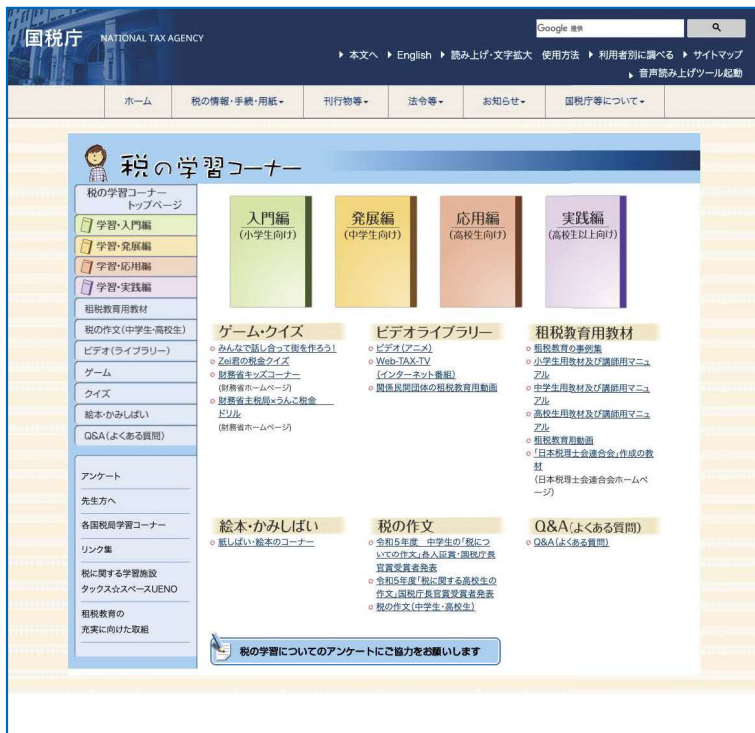 国税庁 NATIONAL TAX AGENCY
Google 提供
本文へ English 読み上げ・文字拡大 使用方法 利用者別に調べる サイトマップ
音声読み上げツール起動
ホーム 税の情報・手続・用紙 刊行物等 法令等 お知らせ 国税庁等について
税の学習コーナー
税の学習コーナー
トップページ
学習・入門編
学習・発展編
学習・応用編
学習・実践編
租税教育用教材
税の作文(中学生・高校生)
ビデオ(ライブラリー)
ゲーム
クイズ
絵本・かみしばい
Q&A(よくある質問)
アンケート
先生方へ
各国税局学習コーナー
リンク集
税に関する学習施設
タックス☆スペースUENO
租税教育の
充実に向けた取組
入門編
(小学生向け)
発展編
(中学生向け)
応用編
(高校生向け)
実践編
(高校生以上向け)
ゲーム・クイズ
みんなで話し合って街を作ろう!
Zei君の税金クイズ
財務省キッズコーナー
(財務省ホームページ)
財務省主税局×うんこ税金
ドリル
(財務省ホームページ)
ビデオライブラリー
ビデオ(アニメ)
Web-TAX-TV
(インターネット番組)
関係民間団体の租税教育用動画
租税教育用教材
租税教育の事例集
小学生用教材及び講師用マニュ
アル
中学生用教材及び講師用マニュ
アル
高校生用教材及び講師用マニュ
アル
租税教育用動画
「日本税理士会連合会」作成の教
材
(日本税理士会連合会ホームペ
ージ)
絵本・かみしばい
紙しばい・絵本のコーナー
税の作文
令和5年度 中学生の「税につ
いての作文」各大臣賞・国税庁長
官賞受賞者発表
令和5年度「税に関する高校生の
作文」国税庁長官賞受賞者発表
税の作文(中学生・高校生)
Q&A(よくある質問)
Q&A(よくある質問)
税の学習についてのアンケートにご協力をお願いします